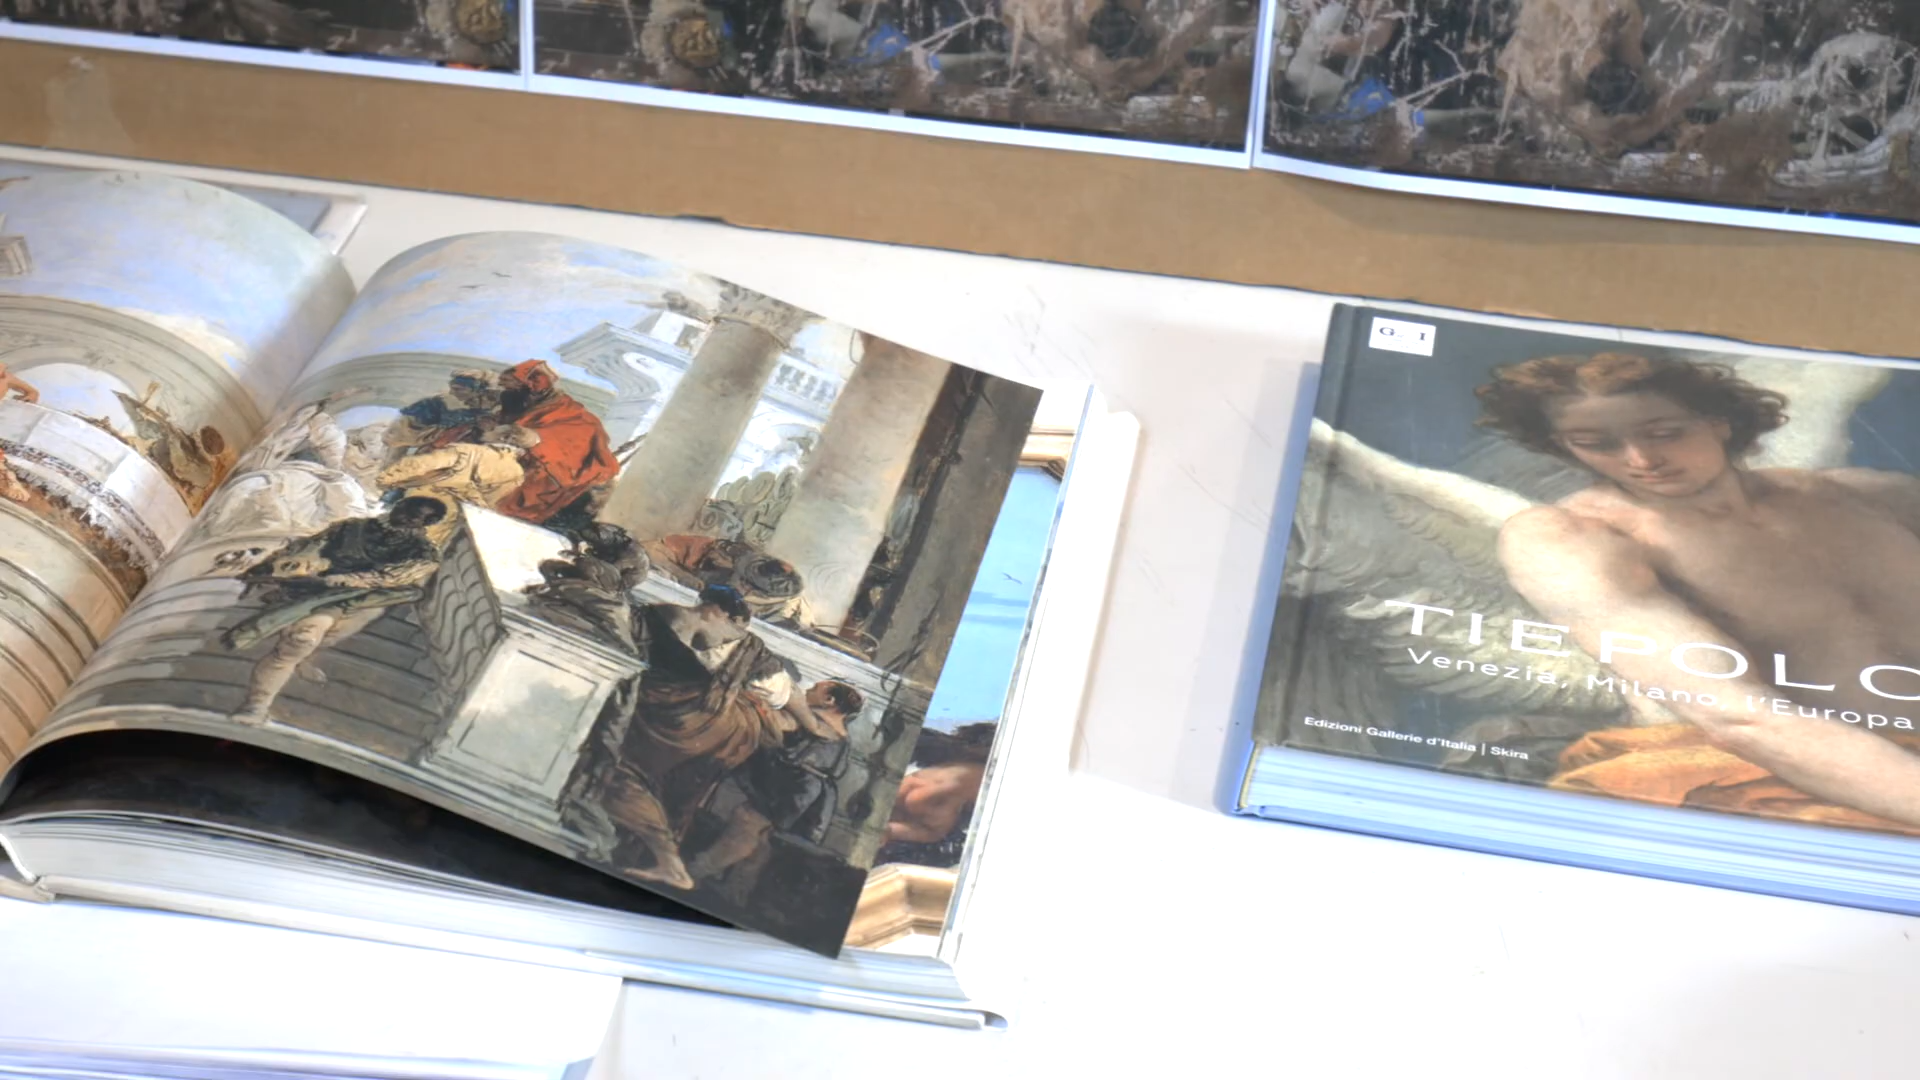 G I
TIEPOLO
Venezia, Milano, l'Europa
Edizioni Gallerie d'Italia | Skira